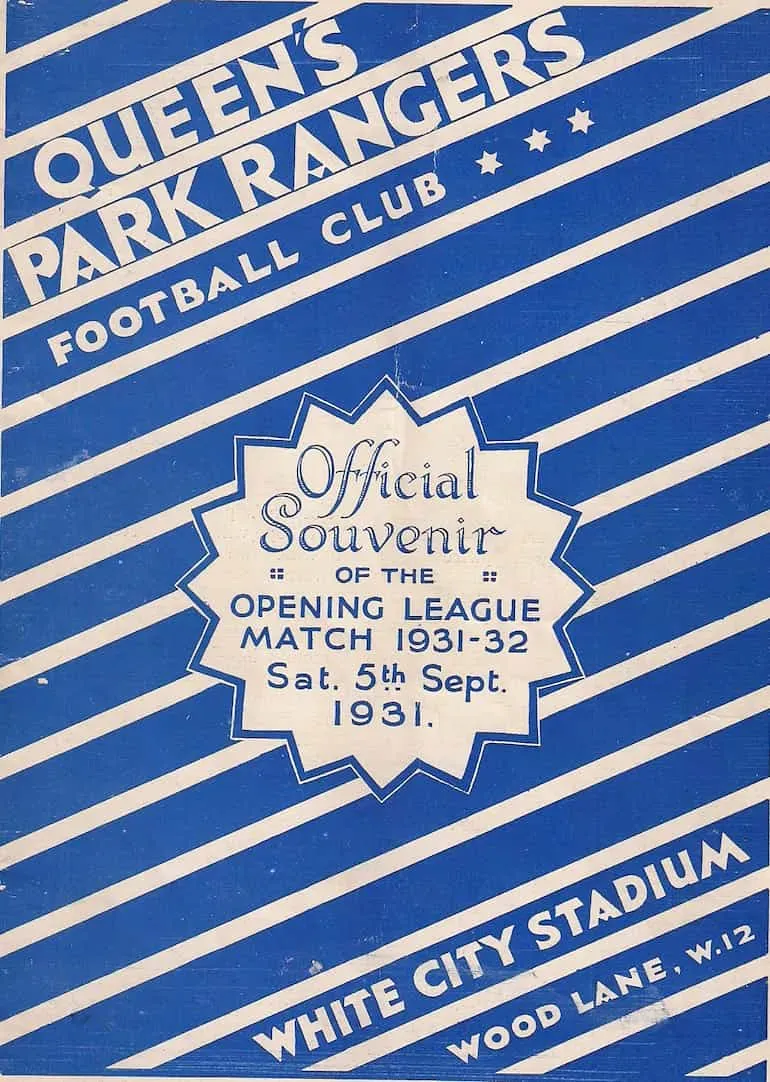 QUEEN'S
PARK RANGERS
FOOTBALL CLUB
Official
Souvenir
OF THE
OPENING LEAGUE
MATCH 1931-32
Sat. 5th Sept.
1931.
WHITE CITY STADIUM
WOOD LANE, W.12